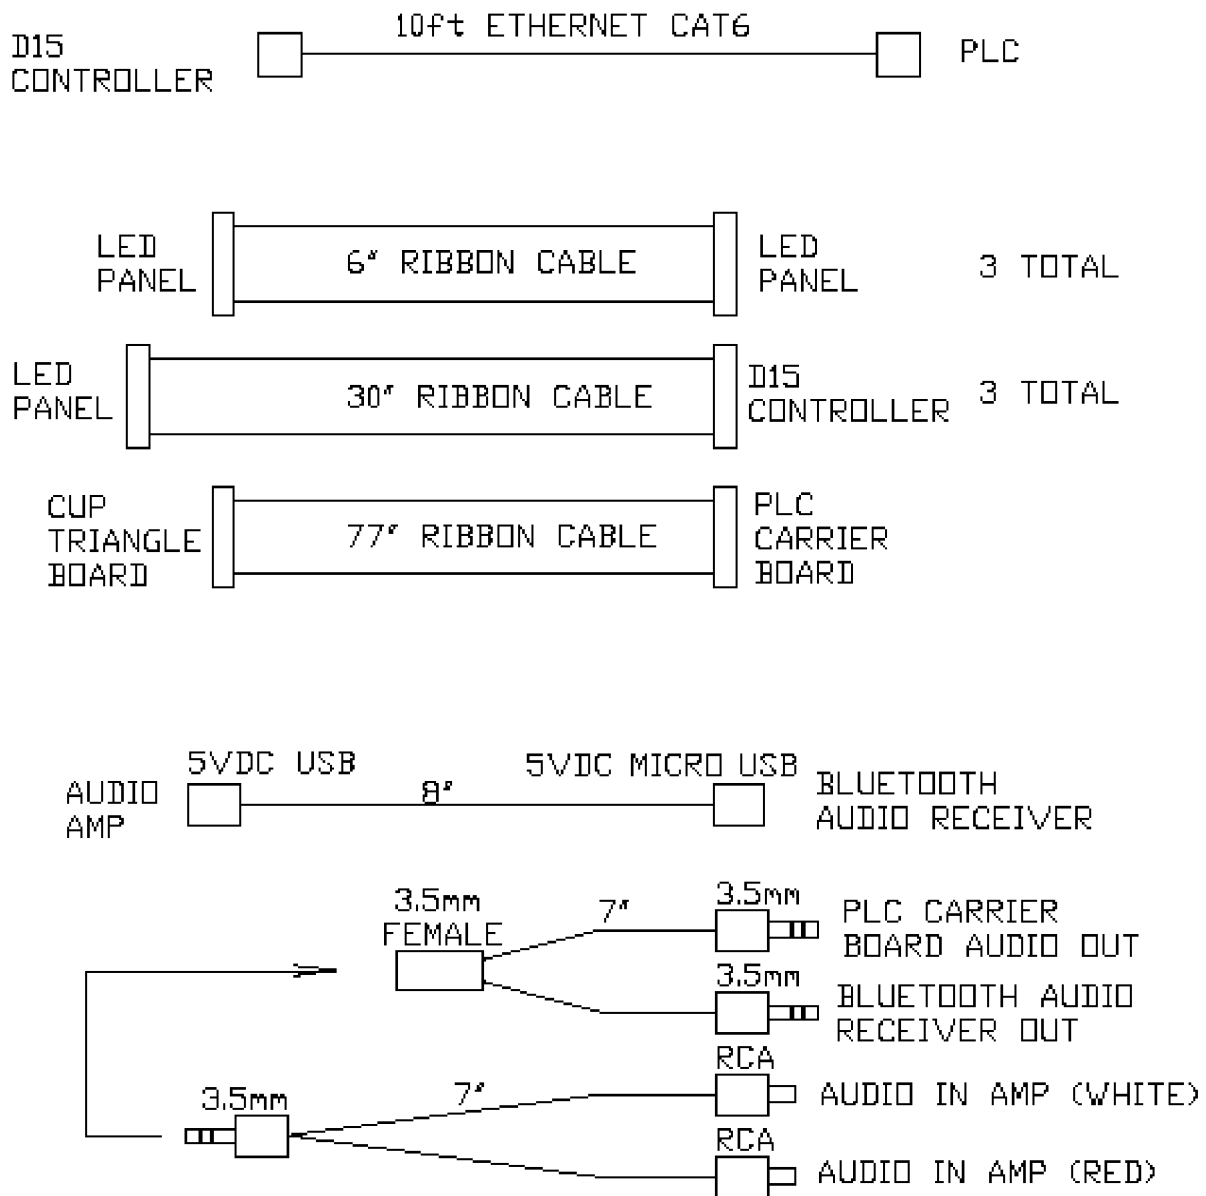 10ft ETHERNET CAT6
D15
CONTROLLER
PLC
LED
PANEL
6" RIBBON CABLE
LED
PANEL
3 TOTAL
LED
PANEL
30" RIBBON CABLE
D15
CONTROLLER
3 TOTAL
CUP
TRIANGLE
BOARD
77" RIBBON CABLE
PLC
CARRIER
BOARD
AUDIO
AMP
5VDC USB
8"
5VDC MICRO USB
BLUETOOTH
AUDIO RECEIVER
3.5mm
FEMALE
7"
3.5mm
PLC CARRIER
BOARD AUDIO OUT
3.5mm
BLUETOOTH AUDIO
RECEIVER OUT
3.5mm
7"
RCA
AUDIO IN AMP (WHITE)
RCA
AUDIO IN AMP (RED)